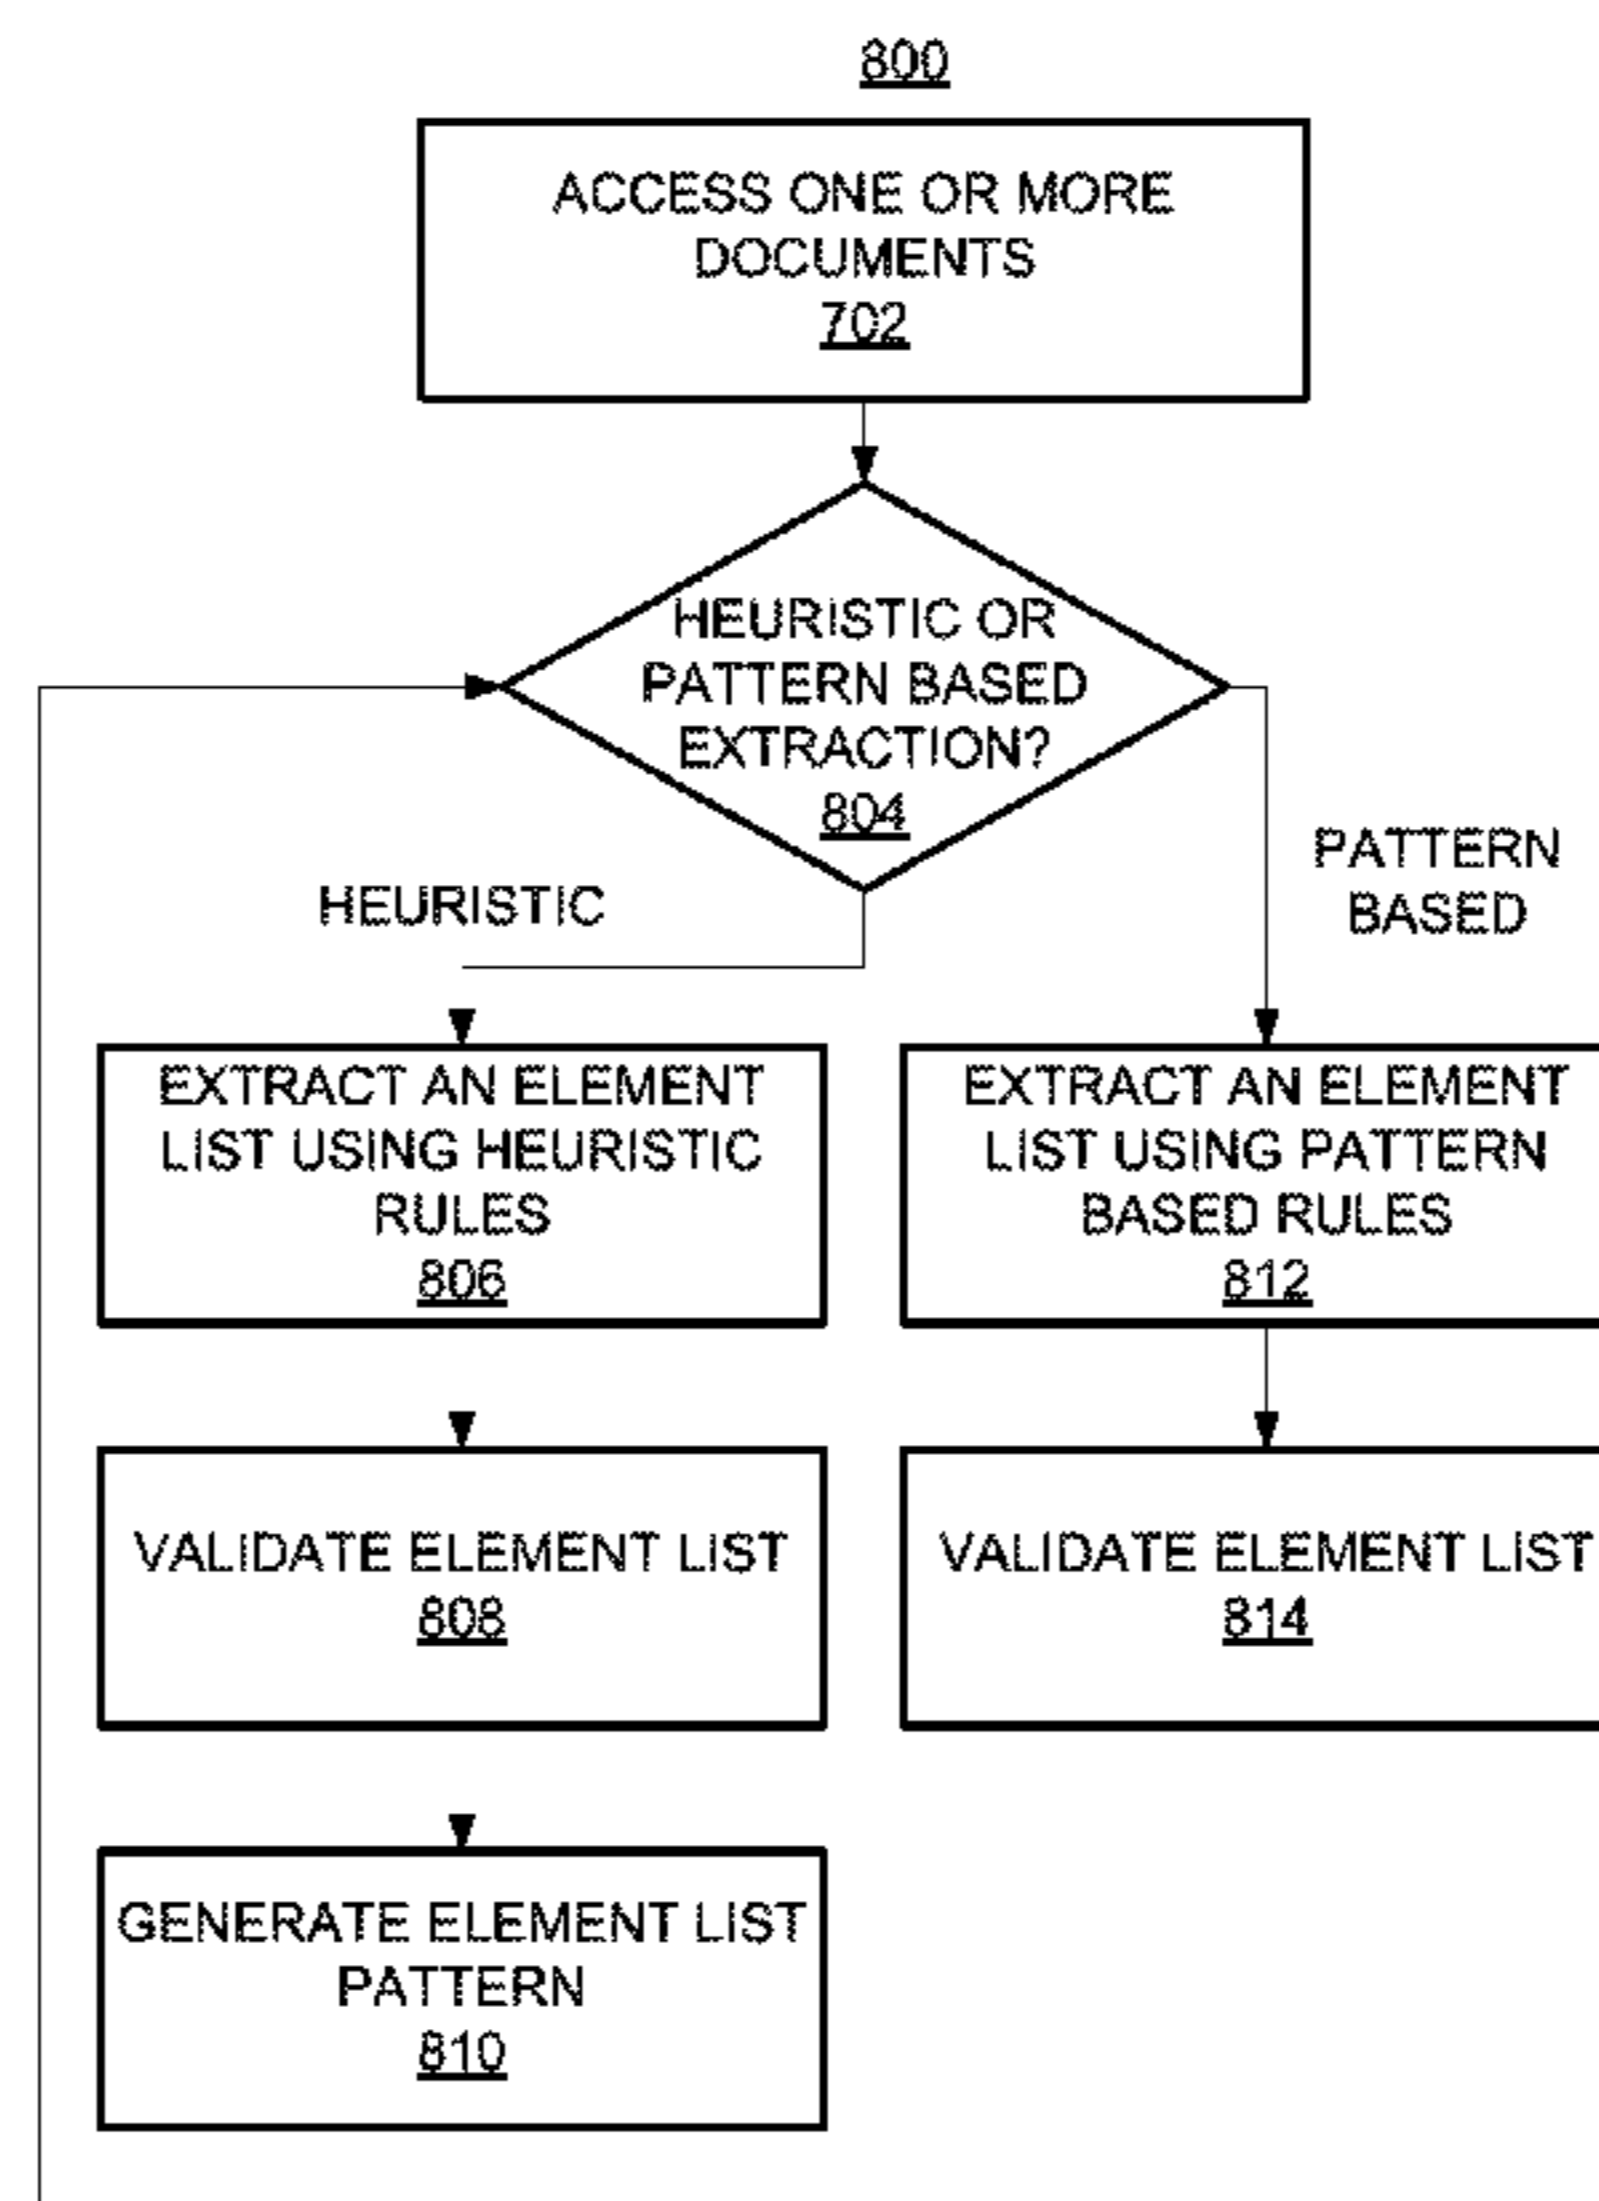 800
ACCESS ONE OR MORE
DOCUMENTS
702
HEURISTIC OR
PATTERN BASED
EXTRACTION?
804
HEURISTIC
PATTERN
BASED
EXTRACT AN ELEMENT
LIST USING HEURISTIC
RULES
806
EXTRACT AN ELEMENT
LIST USING PATTERN
BASED RULES
812
VALIDATE ELEMENT LIST
808
VALIDATE ELEMENT LIST
814
GENERATE ELEMENT LIST
PATTERN
810